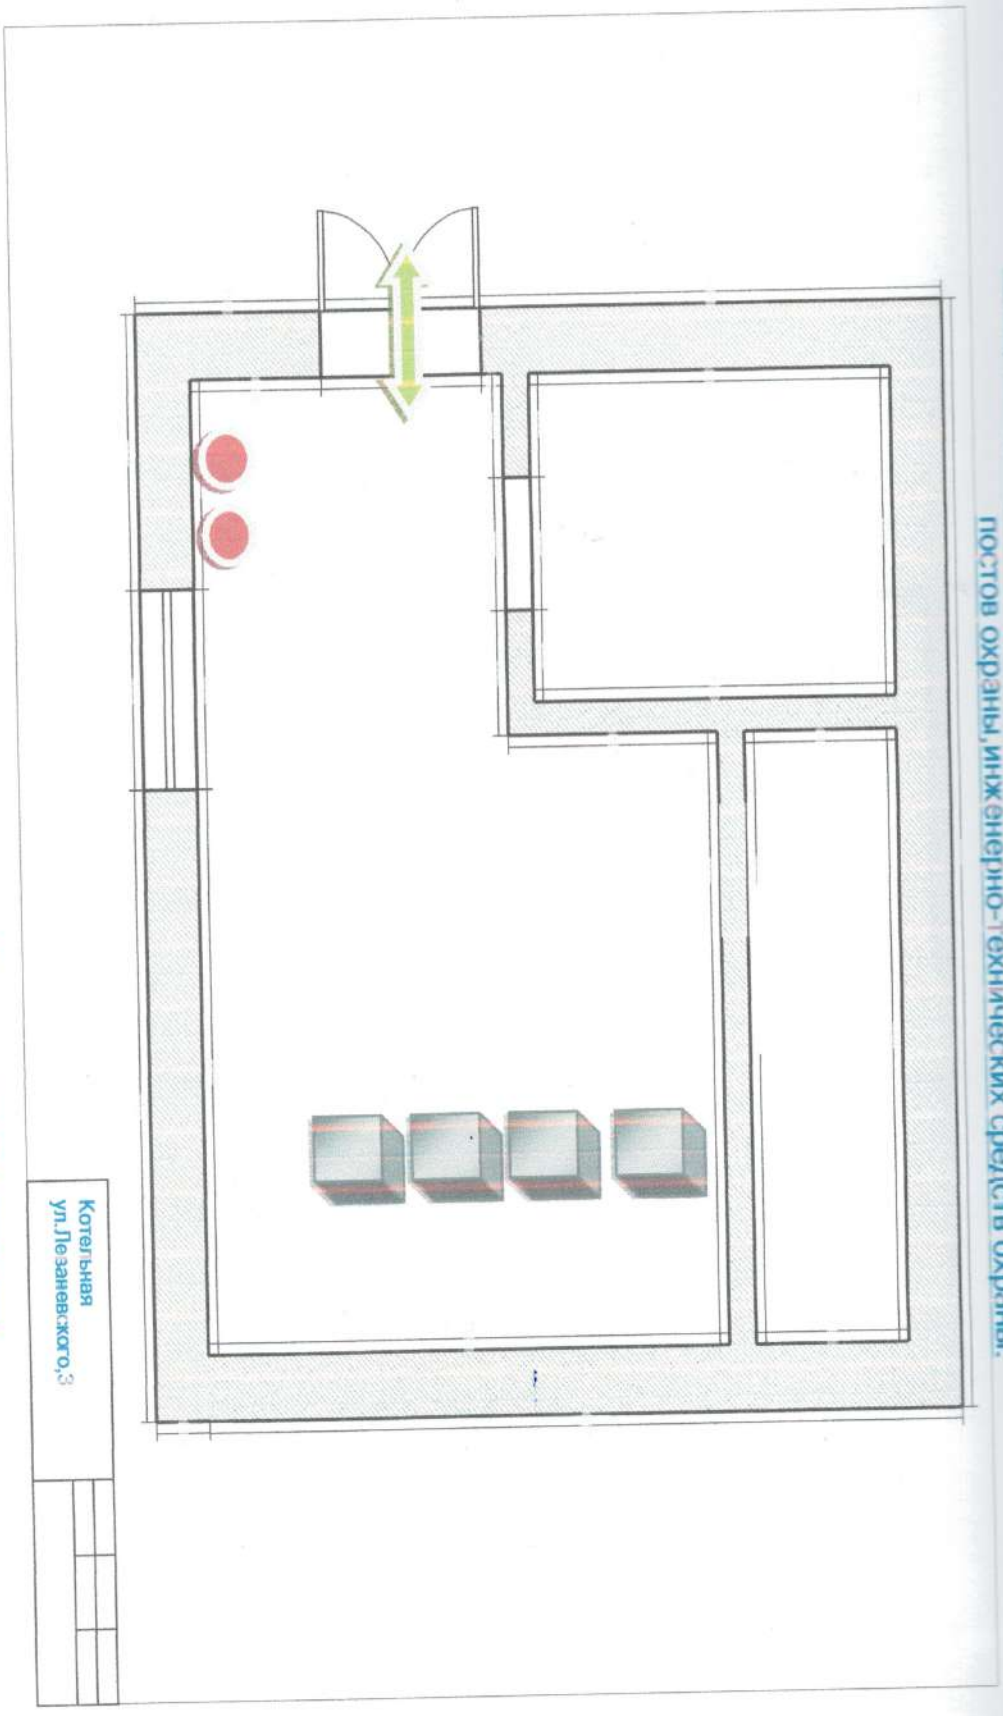 постов охраны,инженерно-технических средств охраны.
Котельная
ул.Лезаневского,3